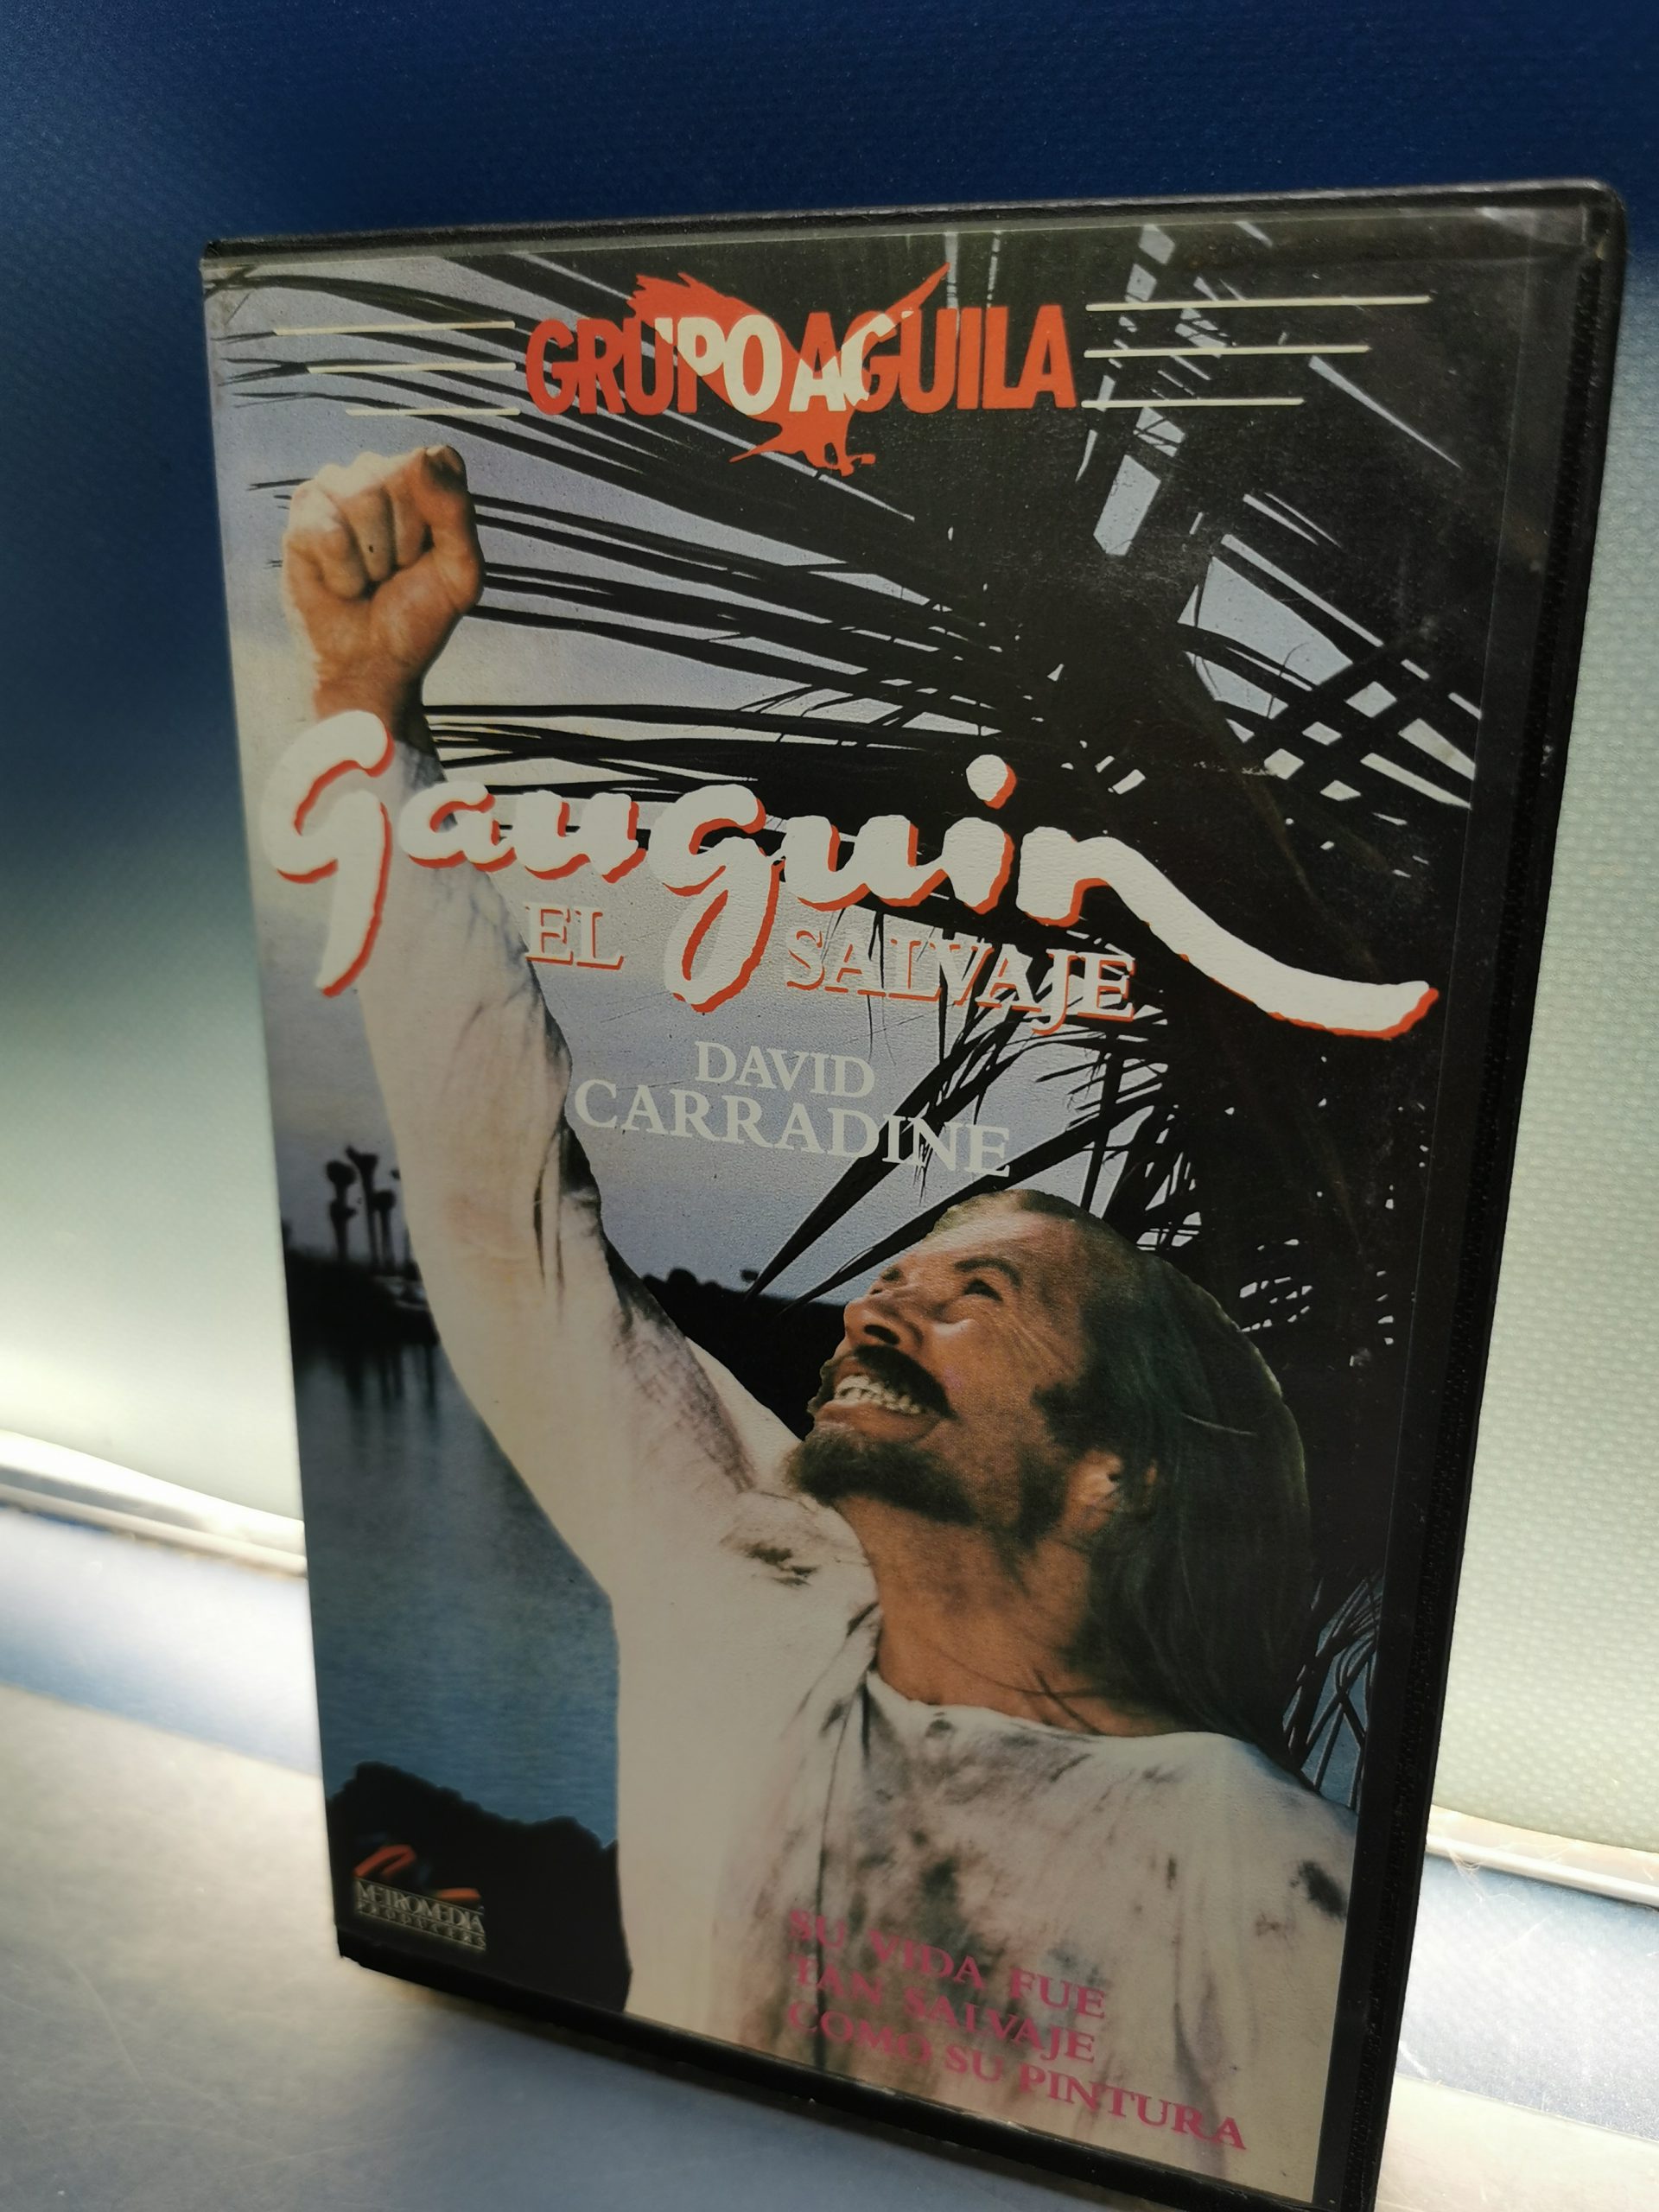 GRUPO AGUILA
Gauguin
EL SALVAJE
DAVID
CARRADINE
METROMEDIA
PRODUCERS
SU VIDA FUE
TAN SALVAJE
COMO SU PINTURA